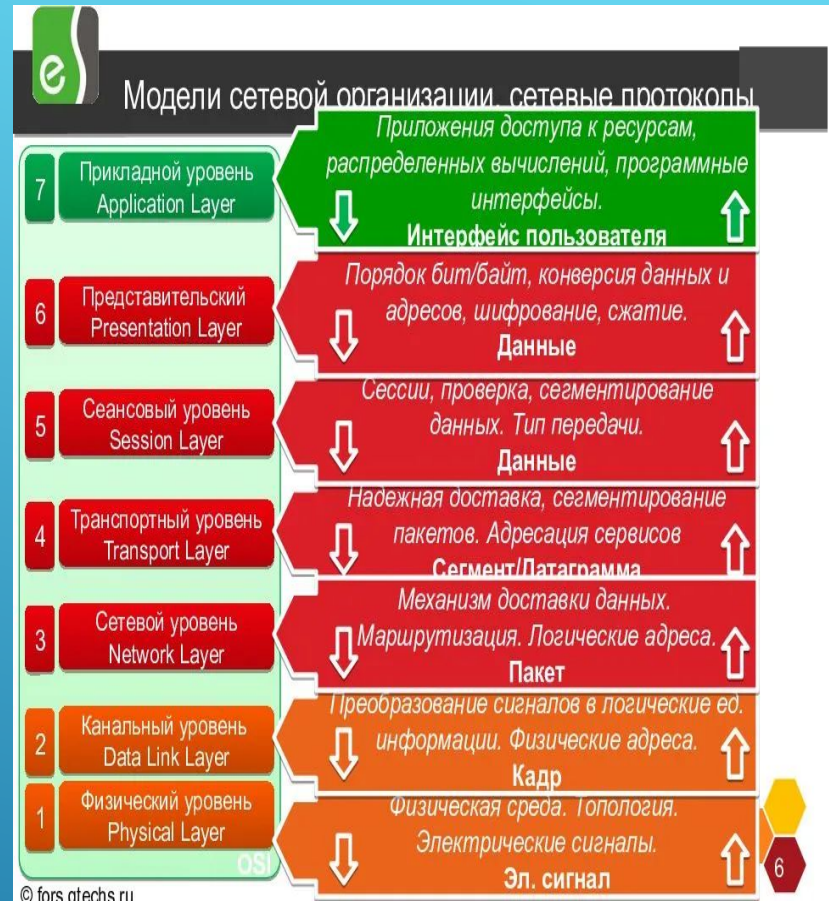 Модели сетевой организации, сетевые протоколы
7
Прикладной уровень
Application Layer
Приложения доступа к ресурсам,
распределенных вычислений, программные
интерфейсы.
Интерфейс пользователя
6
Представительский
Presentation Layer
Порядок бит/байт, конверсия данных и
адресов, шифрование, сжатие.
Данные
5
Сеансовый уровень
Session Layer
Сессии, проверка, сегментирование
данных. Тип передачи.
Данные
4
Транспортный уровень
Transport Layer
Надежная доставка, сегментирование
пакетов. Адресация сервисов
Сегмент/Датаграмма
3
Сетевой уровень
Network Layer
Механизм доставки данных.
Маршрутизация. Логические адреса.
Пакет
2
Канальный уровень
Data Link Layer
Преобразование сигналов в логические ед.
информации. Физические адреса.
Кадр
1
Физический уровень
Physical Layer
OSI
Физическая среда. Топология.
Электрические сигналы.
Эл. сигнал
6
© fors.qtechs.ru